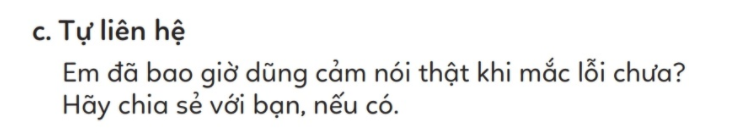 c. Tự liên hệ
Em đã bao giờ dũng cảm nói thật khi mắc lỗi chưa?
Hãy chia sẻ với bạn, nếu có.